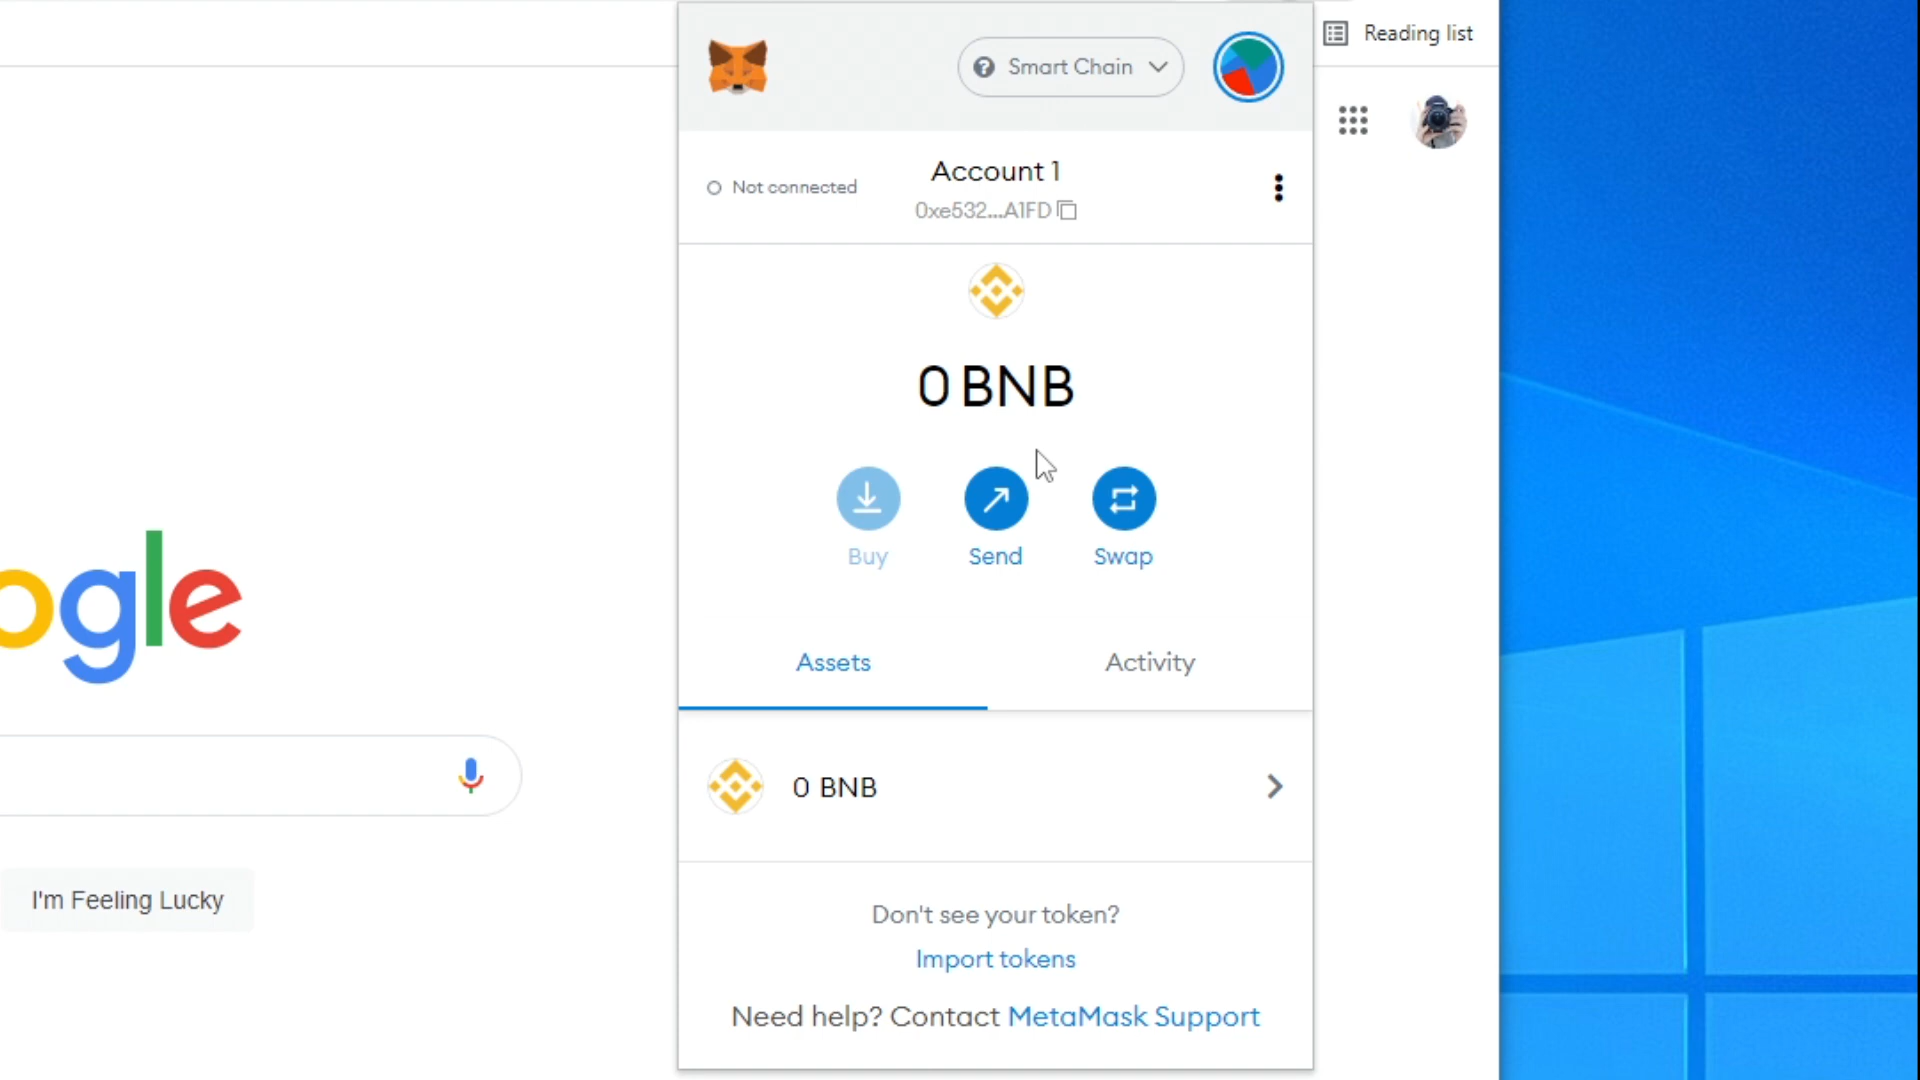 Reading list
Smart Chain
Account 1
Not connected
0xe532...A1FD
0 BNB
Buy
Send
Swap
Assets
Activity
ogle
0 BNB
I'm Feeling Lucky
Don't see your token?
Import tokens
Need help? Contact MetaMask Support